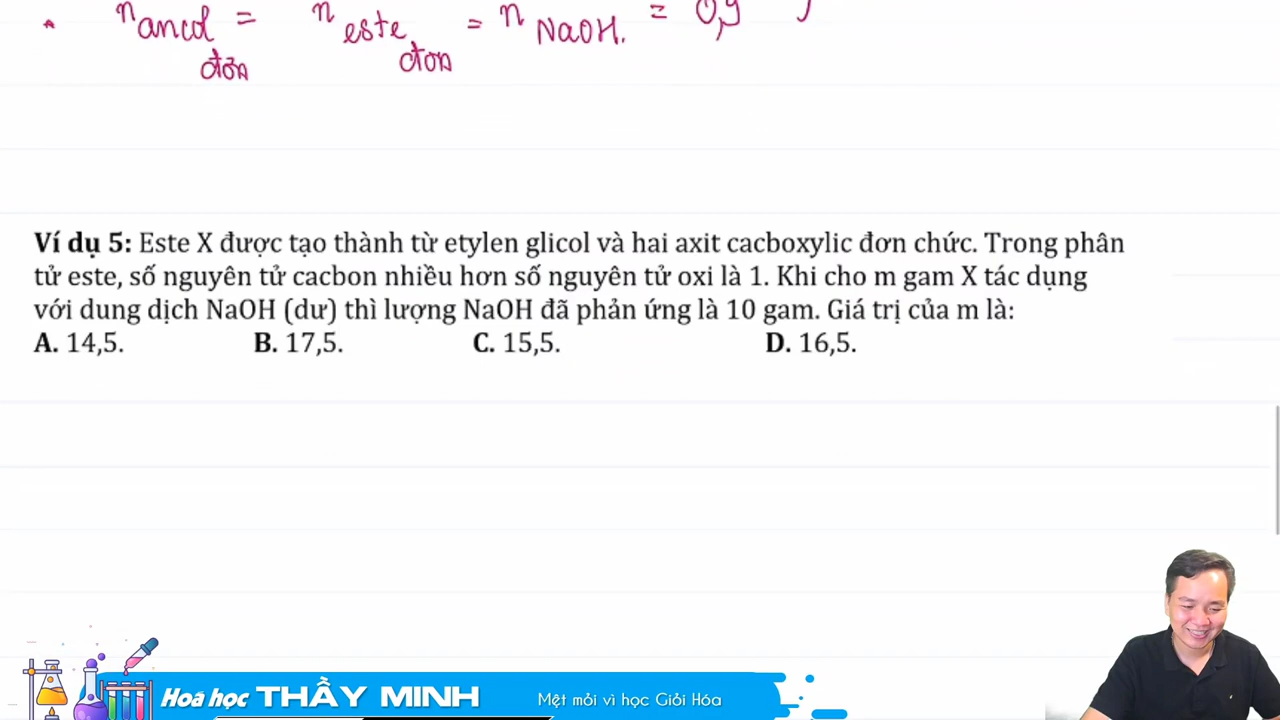 n ancol đơn = n este đơn = n NaOH. = 0,9
Ví dụ 5: Este X được tạo thành từ etylen glicol và hai axit cacboxylic đơn chức. Trong phân
tử este, số nguyên tử cacbon nhiều hơn số nguyên tử oxi là 1. Khi cho m gam X tác dụng
với dung dịch NaOH (dư) thì lượng NaOH đã phản ứng là 10 gam. Giá trị của m là:
A. 14,5. B. 17,5. C. 15,5. D. 16,5.
Hoá học THẦY MINH Mệt mỏi vì học Giỏi Hóa